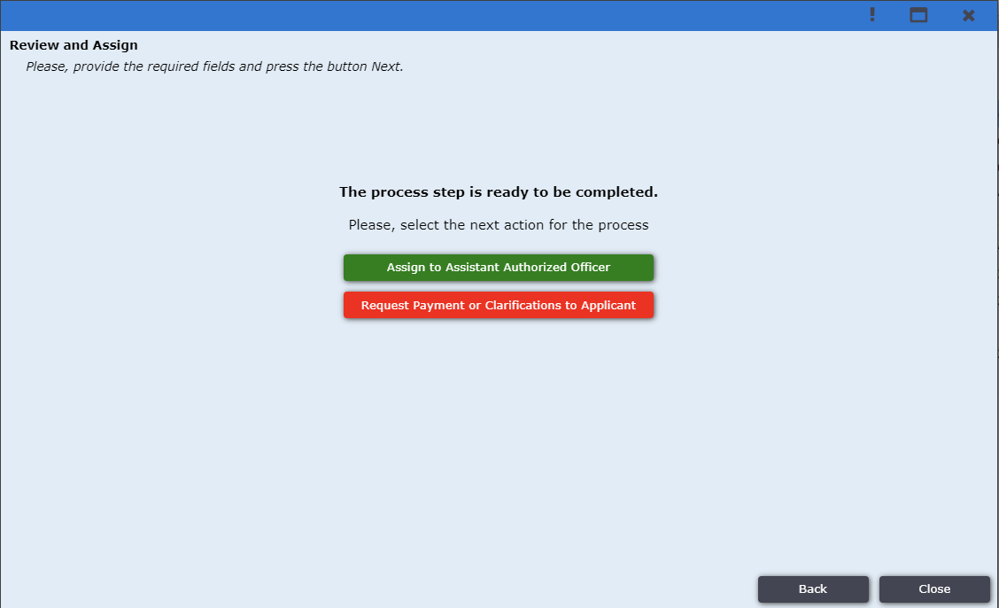 Review and Assign
Please, provide the required fields and press the button Next.
The process step is ready to be completed.
Please, select the next action for the process
Assign to Assistant Authorized Officer
Request Payment or Clarifications to Applicant
Back
Close